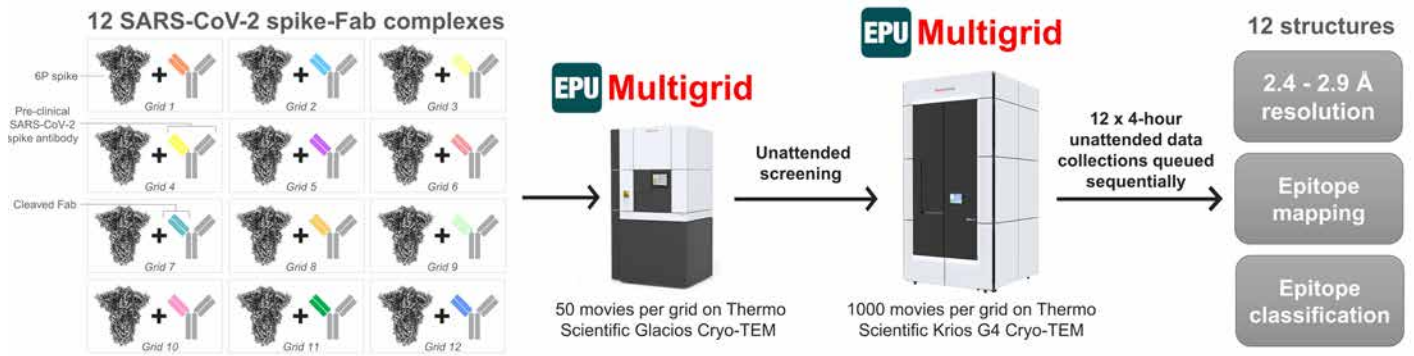 12 SARS-CoV-2 spike-Fab complexes
6P spike
Grid 1
Grid 2
Grid 3
Pre-clinical
SARS-CoV-2
spike antibody
Grid 4
Grid 5
Grid 6
Cleaved Fab
Grid 7
Grid 8
Grid 9
Grid 10
Grid 11
Grid 12
EPU Multigrid
50 movies per grid on Thermo
Scientific Glacios Cryo-TEM
Unattended
screening
EPU Multigrid
1000 movies per grid on Thermo
Scientific Krios G4 Cryo-TEM
12 x 4-hour
unattended data
collections queued
sequentially
12 structures
2.4 - 2.9 Å
resolution
Epitope
mapping
Epitope
classification